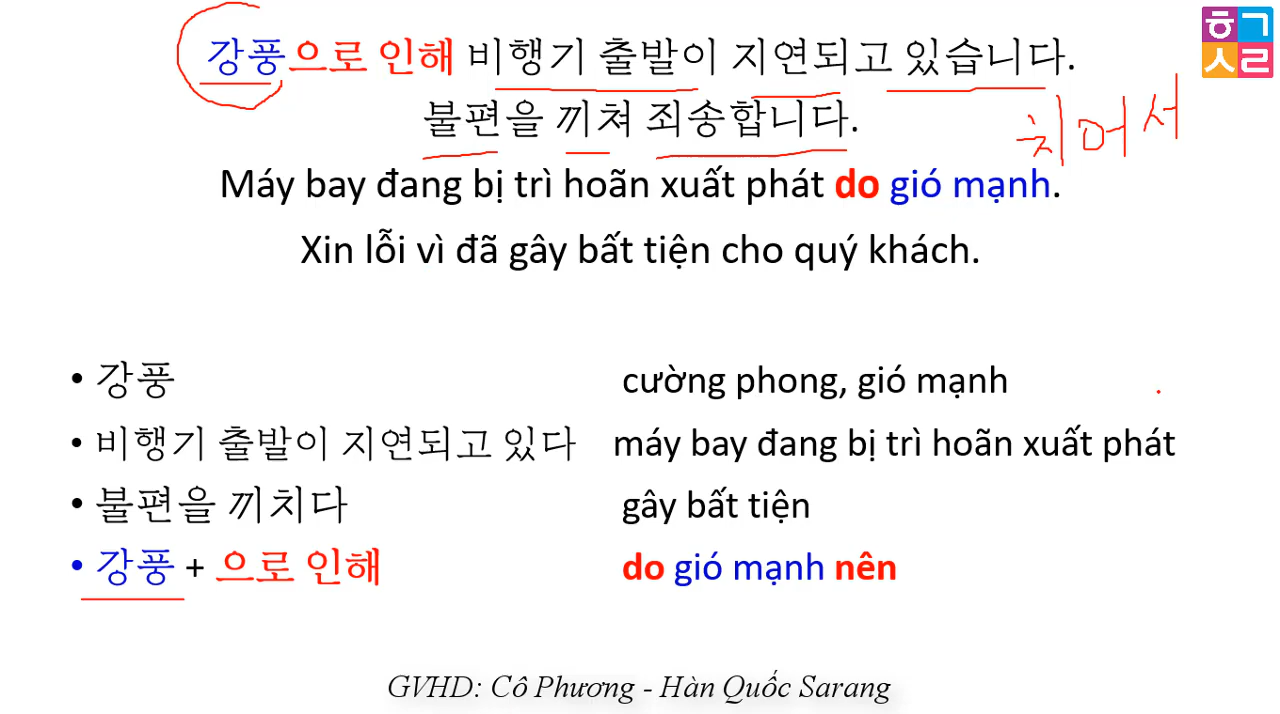 ㅎㄱ
ㅅㄹ
강풍으로 인해 비행기 출발이 지연되고 있습니다.
불편을 끼쳐 죄송합니다.
치어서
Máy bay đang bị trì hoãn xuất phát do gió mạnh.
Xin lỗi vì đã gây bất tiện cho quý khách.
• 강풍 cường phong, gió mạnh
• 비행기 출발이 지연되고 있다 máy bay đang bị trì hoãn xuất phát
• 불편을 끼치다 gây bất tiện
• 강풍 + 으로 인해 do gió mạnh nên
GVHD: Cô Phương - Hàn Quốc Sarang